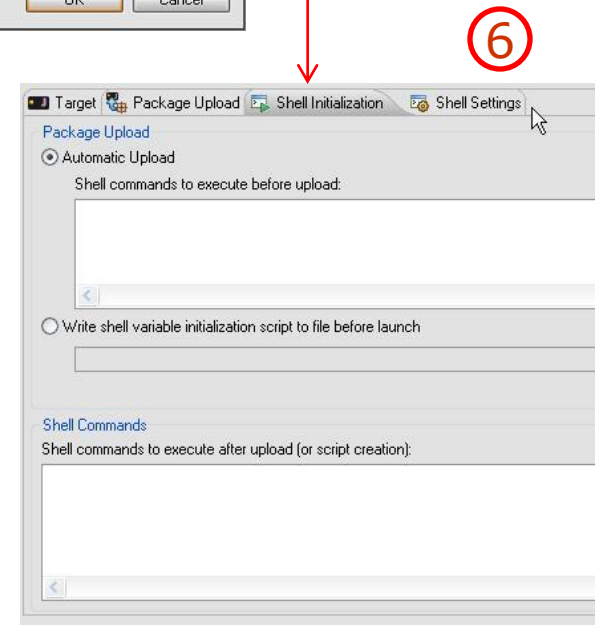 OK Cancel
6
Target Package Upload Shell Initialization Shell Settings
Package Upload
Automatic Upload
Shell commands to execute before upload:
Write shell variable initialization script to file before launch
Shell Commands
Shell commands to execute after upload (or script creation):